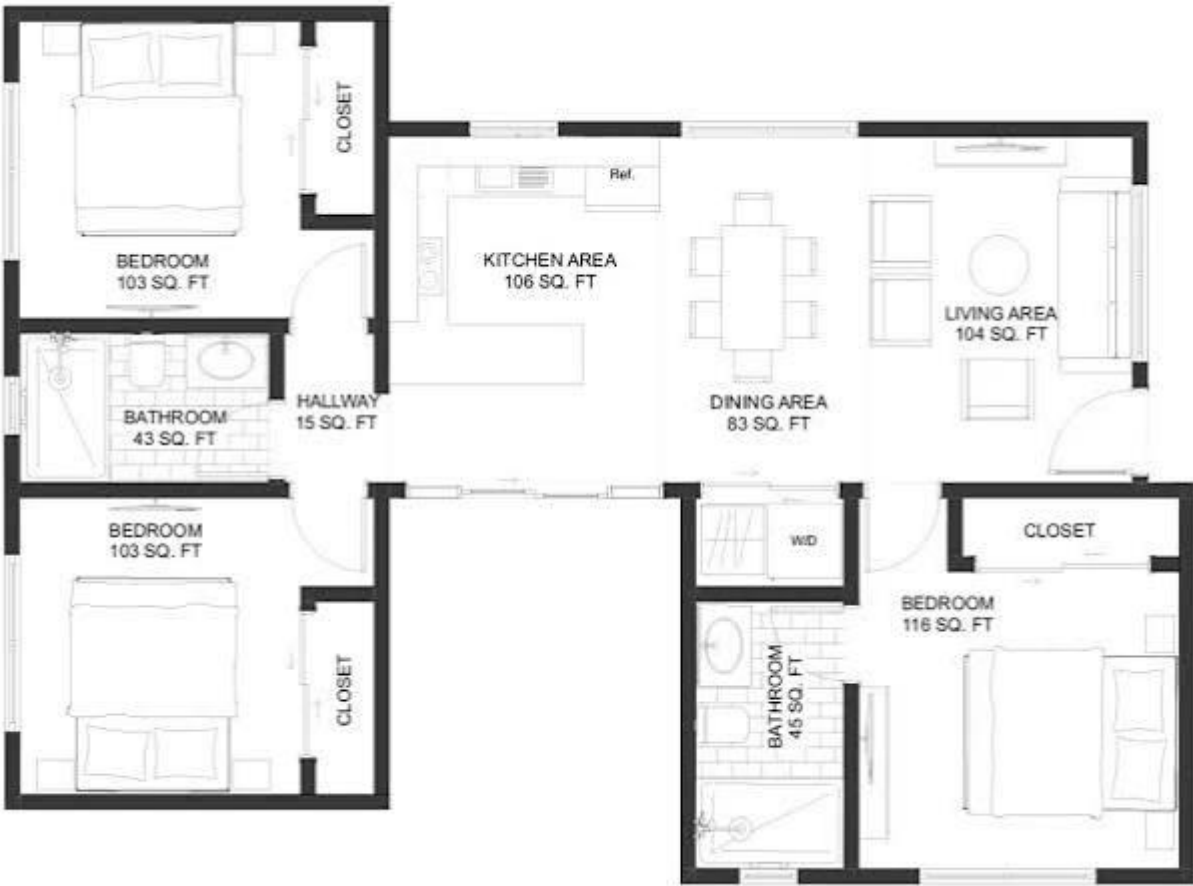 CLOSET
Ref.
BEDROOM
103 SQ. FT
KITCHEN AREA
106 SQ. FT
LIVING AREA
104 SQ. FT
BATHROOM
43 SQ. FT
HALLWAY
15 SQ. FT
DINING AREA
83 SQ. FT
BEDROOM
103 SQ. FT
W/D
CLOSET
BEDROOM
116 SQ. FT
CLOSET
BATHROOM
45 SQ. FT